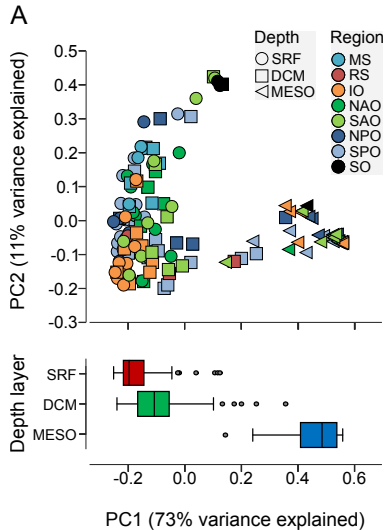 A
Depth
SRF
DCM
MESO
Region
MS
RS
IO
NAO
SAO
NPO
SPO
SO
PC2 (11% variance explained)
0.5
0.4
0.3
0.2
0.1
0.0
-0.1
-0.2
-0.3
Depth layer
SRF
DCM
MESO
-0.2 0.0 0.2 0.4 0.6
PC1 (73% variance explained)